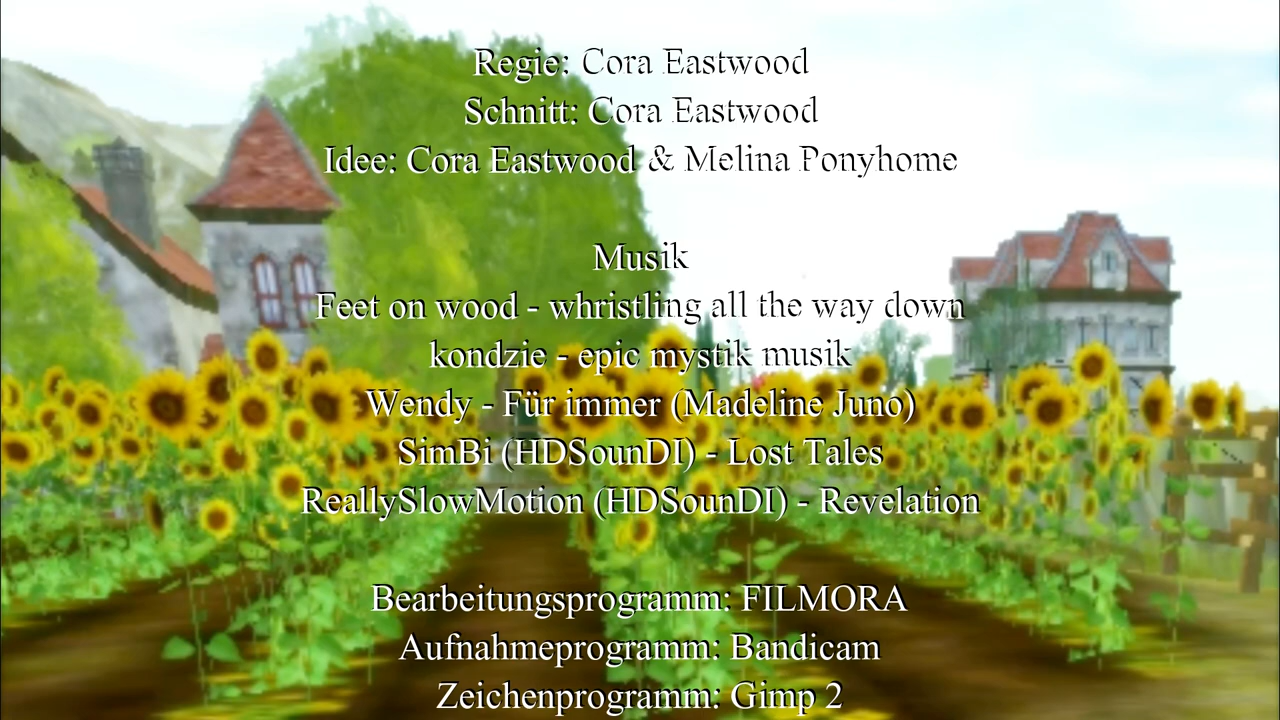 Regie: Cora Eastwood
Schnitt: Cora Eastwood
Idee: Cora Eastwood & Melina Ponyhome
Musik
Feet on wood - whristling all the way down
kondzie - epic mystik musik
Wendy - Für immer (Madeline Juno)
SimBi (HDSounDI) - Lost Tales
ReallySlowMotion (HDSounDI) - Revelation
Bearbeitungsprogramm: FILMORA
Aufnahmeprogramm: Bandicam
Zeichenprogramm: Gimp 2